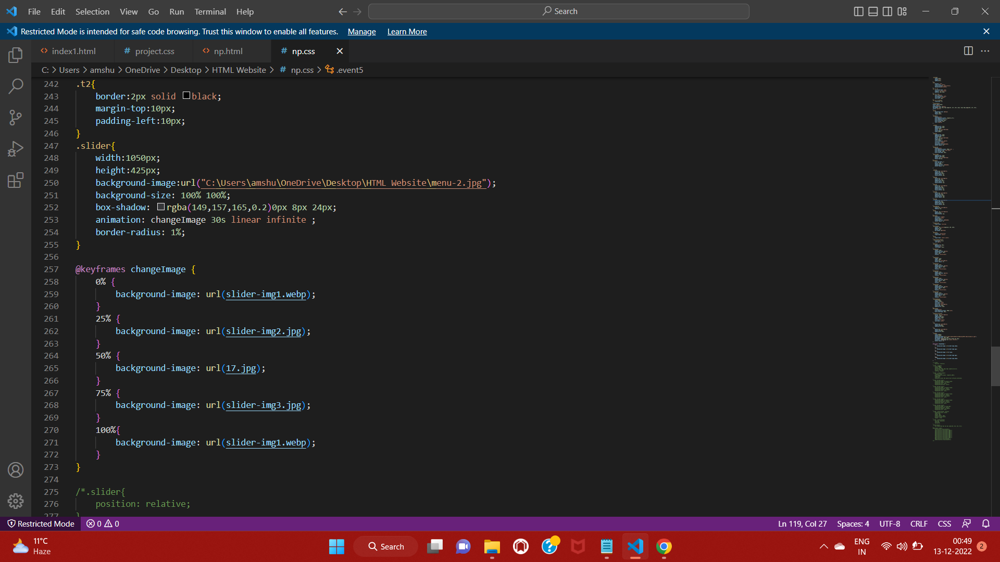 File Edit Selection View Go Run Terminal Help Search
Restricted Mode is intended for safe code browsing. Trust this window to enable all features. Manage Learn More
index1.html # project.css np.html # np.css
C: > Users > amshu > OneDrive > Desktop > HTML Website > # np.css > .event5
242 .t2{
243 border:2px solid black;
244 margin-top:10px;
245 padding-left:10px;
246 }
247 .slider{
248 width:1050px;
249 height:425px;
250 background-image:url("C:\Users\amshu\OneDrive\Desktop\HTML Website\menu-2.jpg");
251 background-size: 100% 100%;
252 box-shadow: rgba(149,157,165,0.2)0px 8px 24px;
253 animation: changeImage 30s linear infinite ;
254 border-radius: 1%;
255 }
256
257 @keyframes changeImage {
258 0% {
259 background-image: url(slider-img1.webp);
260 }
261 25% {
262 background-image: url(slider-img2.jpg);
263 }
264 50% {
265 background-image: url(17.jpg);
266 }
267 75% {
268 background-image: url(slider-img3.jpg);
269 }
270 100%{
271 background-image: url(slider-img1.webp);
272 }
273 }
274
275 /*.slider{
276 position: relative;
277 }
Restricted Mode 0 0 Ln 119, Col 27 Spaces: 4 UTF-8 CRLF CSS
11°C
Haze
Search
ENG
IN
00:49
13-12-2022
2